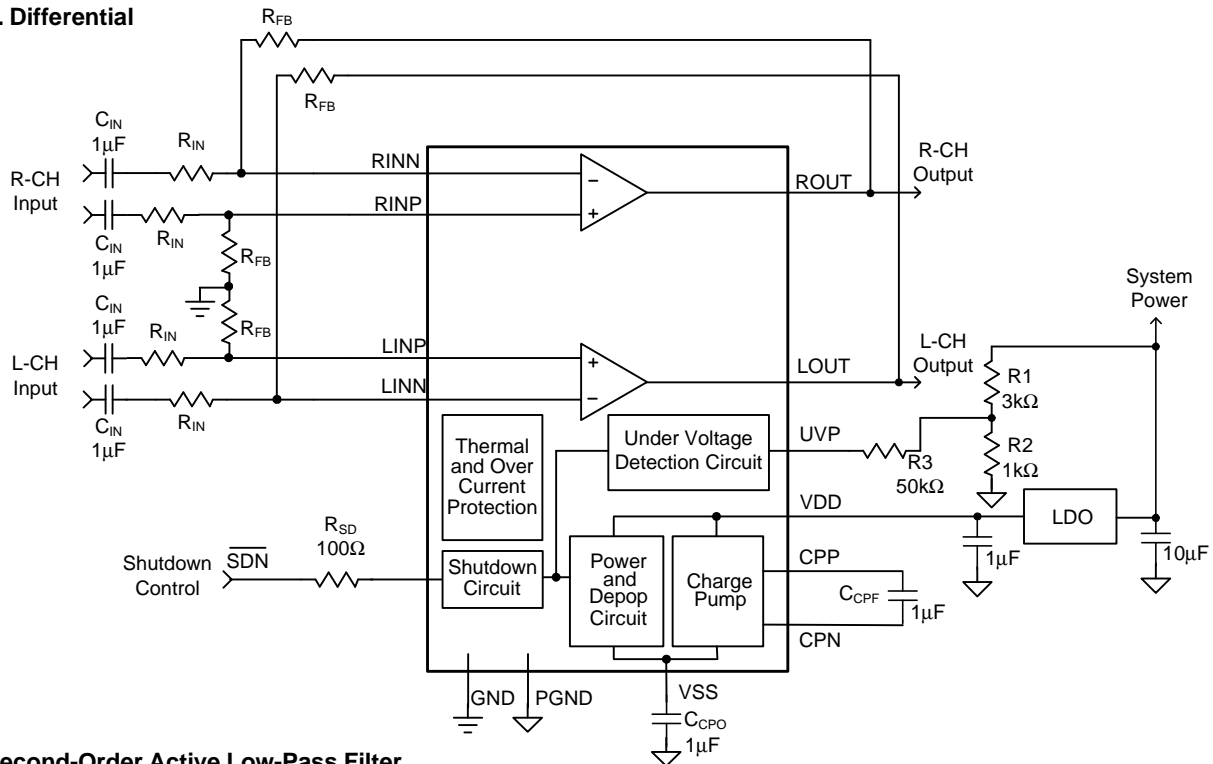 . Differential
RFB
RFB
CIN
1μF
RIN
R-CH
Input
CIN
1μF
RIN
RFB
RFB
CIN
1μF
RIN
L-CH
Input
CIN
1μF
RIN
RINN
RINP
LINP
LINN
−
+
+
−
ROUT
R-CH
Output
LOUT
L-CH
Output
System
Power
R1
3kΩ
R2
1kΩ
R3
50kΩ
UVP
VDD
LDO
1μF
10μF
Thermal
and Over
Current
Protection
Under Voltage
Detection Circuit
Shutdown
Control
SDN
RSD
100Ω
Shutdown
Circuit
Power
and
Depop
Circuit
Charge
Pump
CPP
CCPF
1μF
CPN
GND
PGND
VSS
CCPO
1μF
econd-Order Active Low-Pass Filter